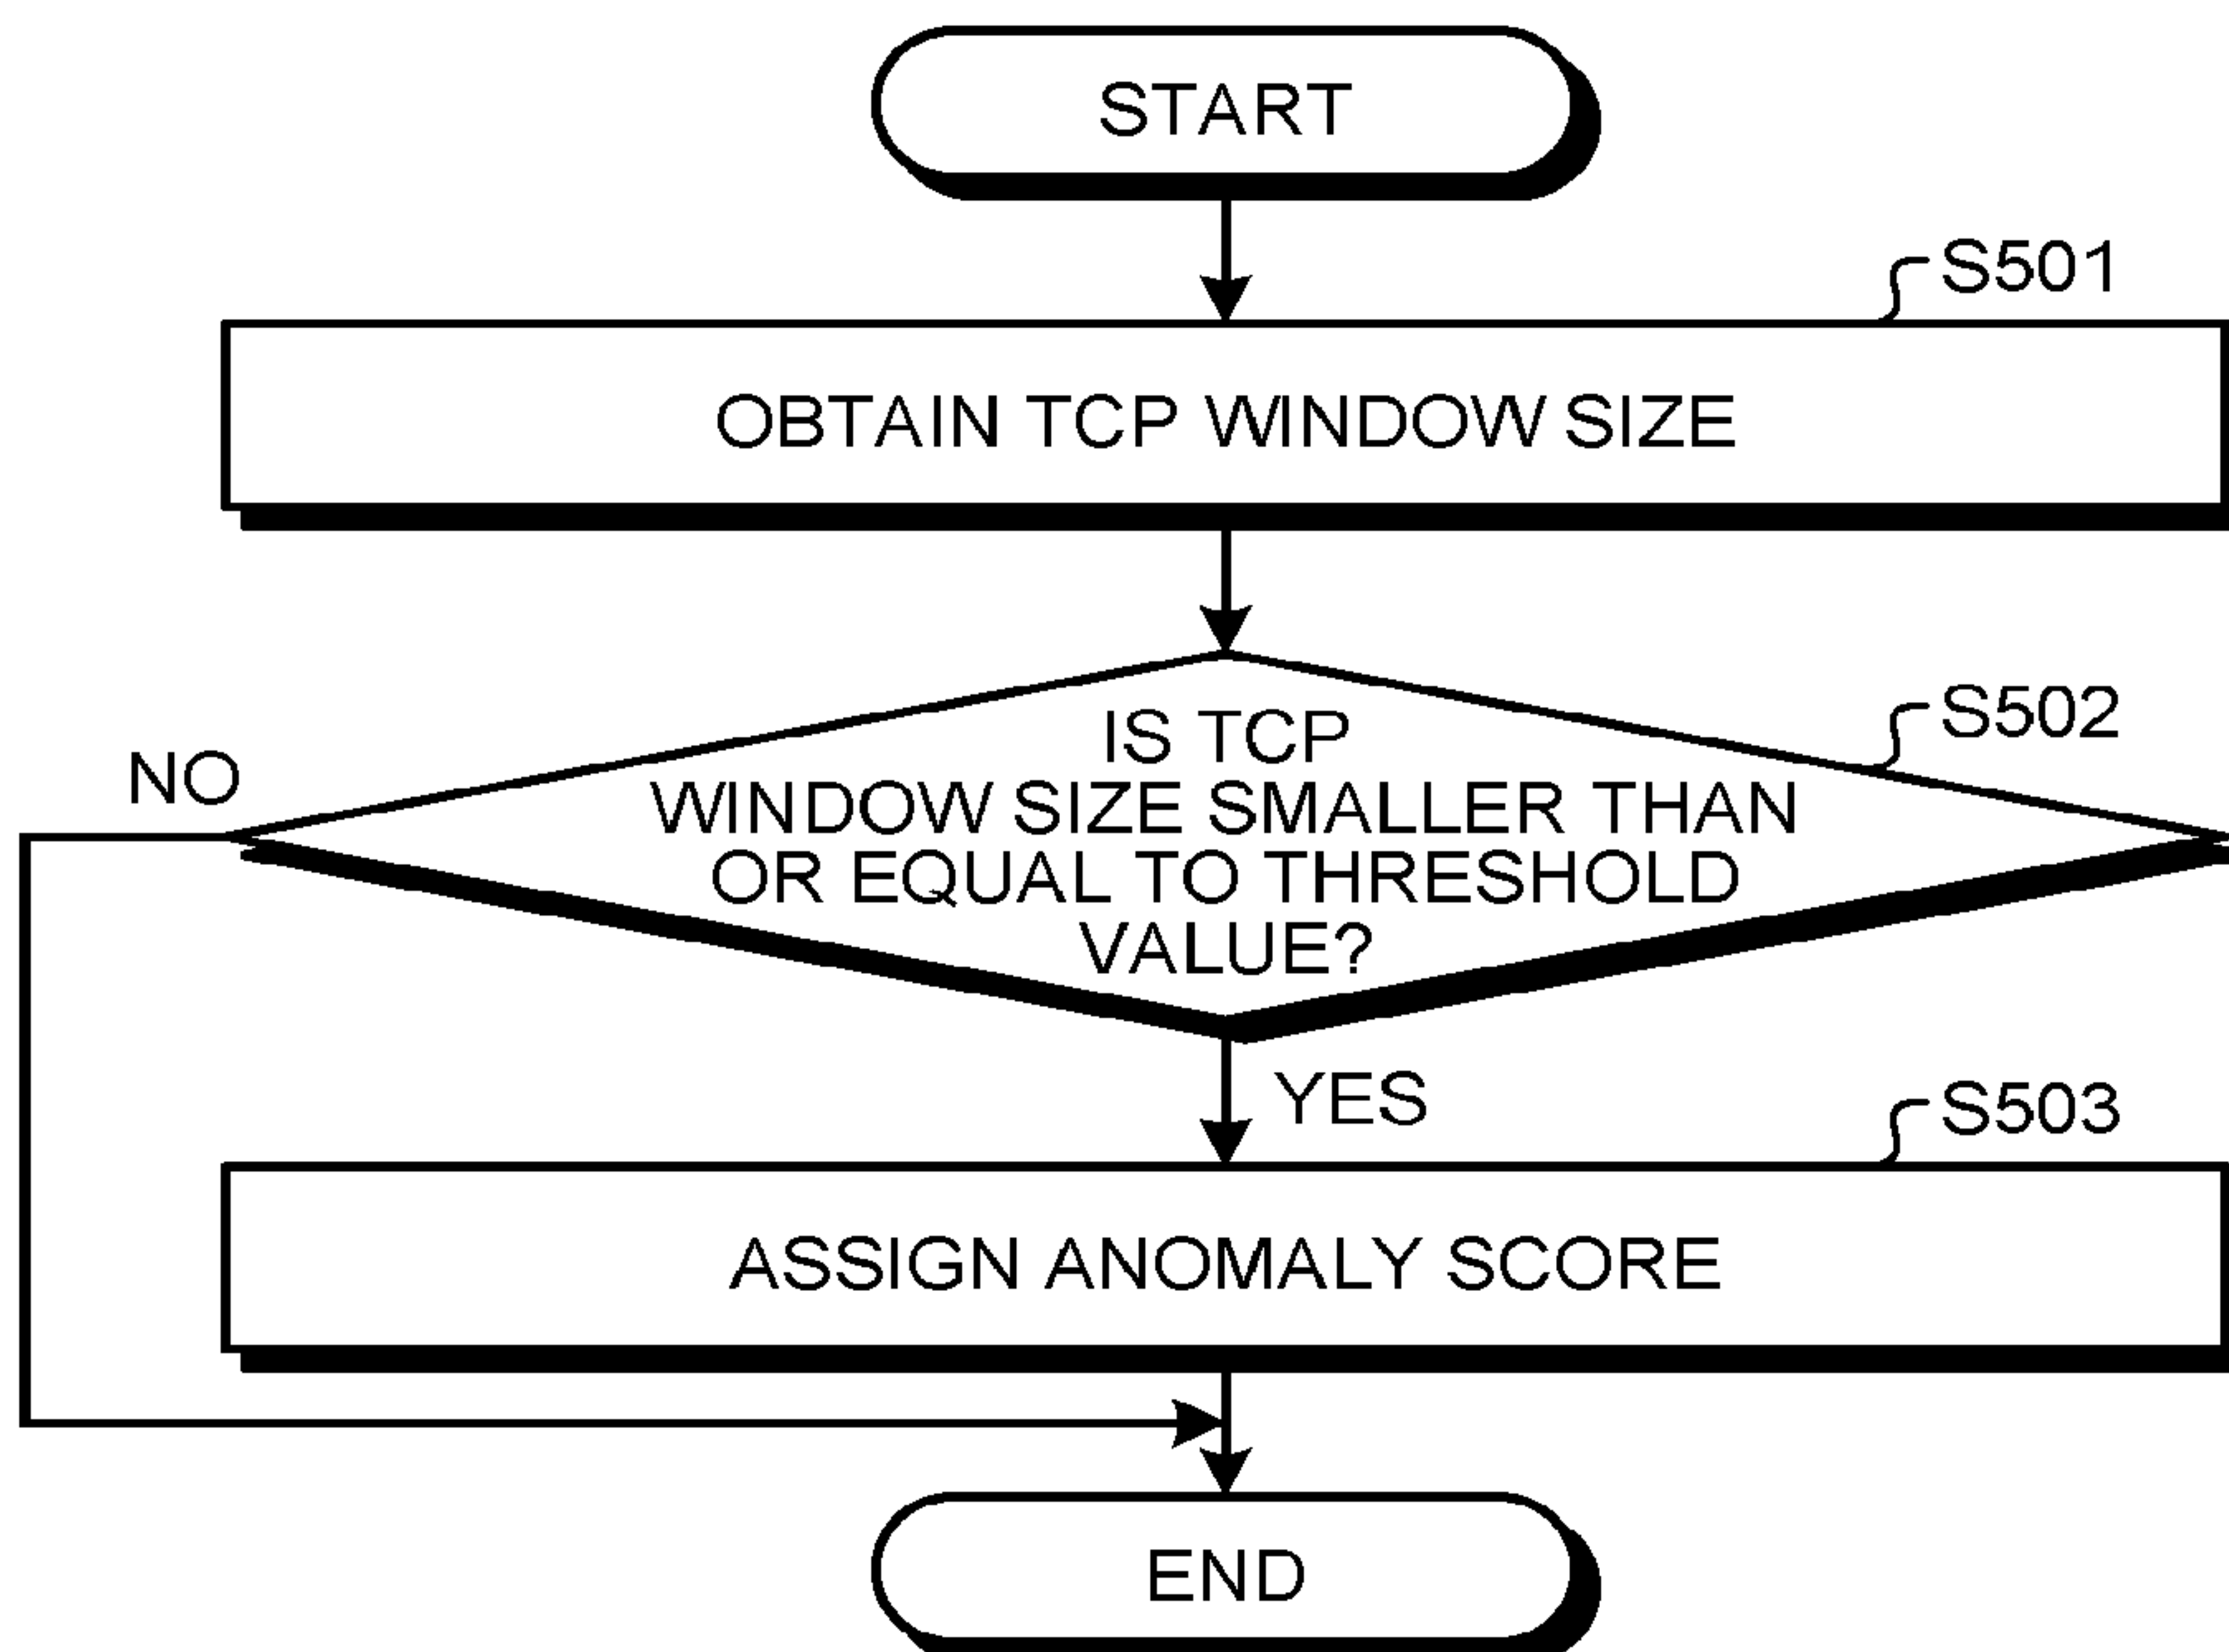 START
S501
OBTAIN TCP WINDOW SIZE
S502
IS TCP
WINDOW SIZE SMALLER THAN
OR EQUAL TO THRESHOLD
VALUE?
NO
YES
S503
ASSIGN ANOMALY SCORE
END